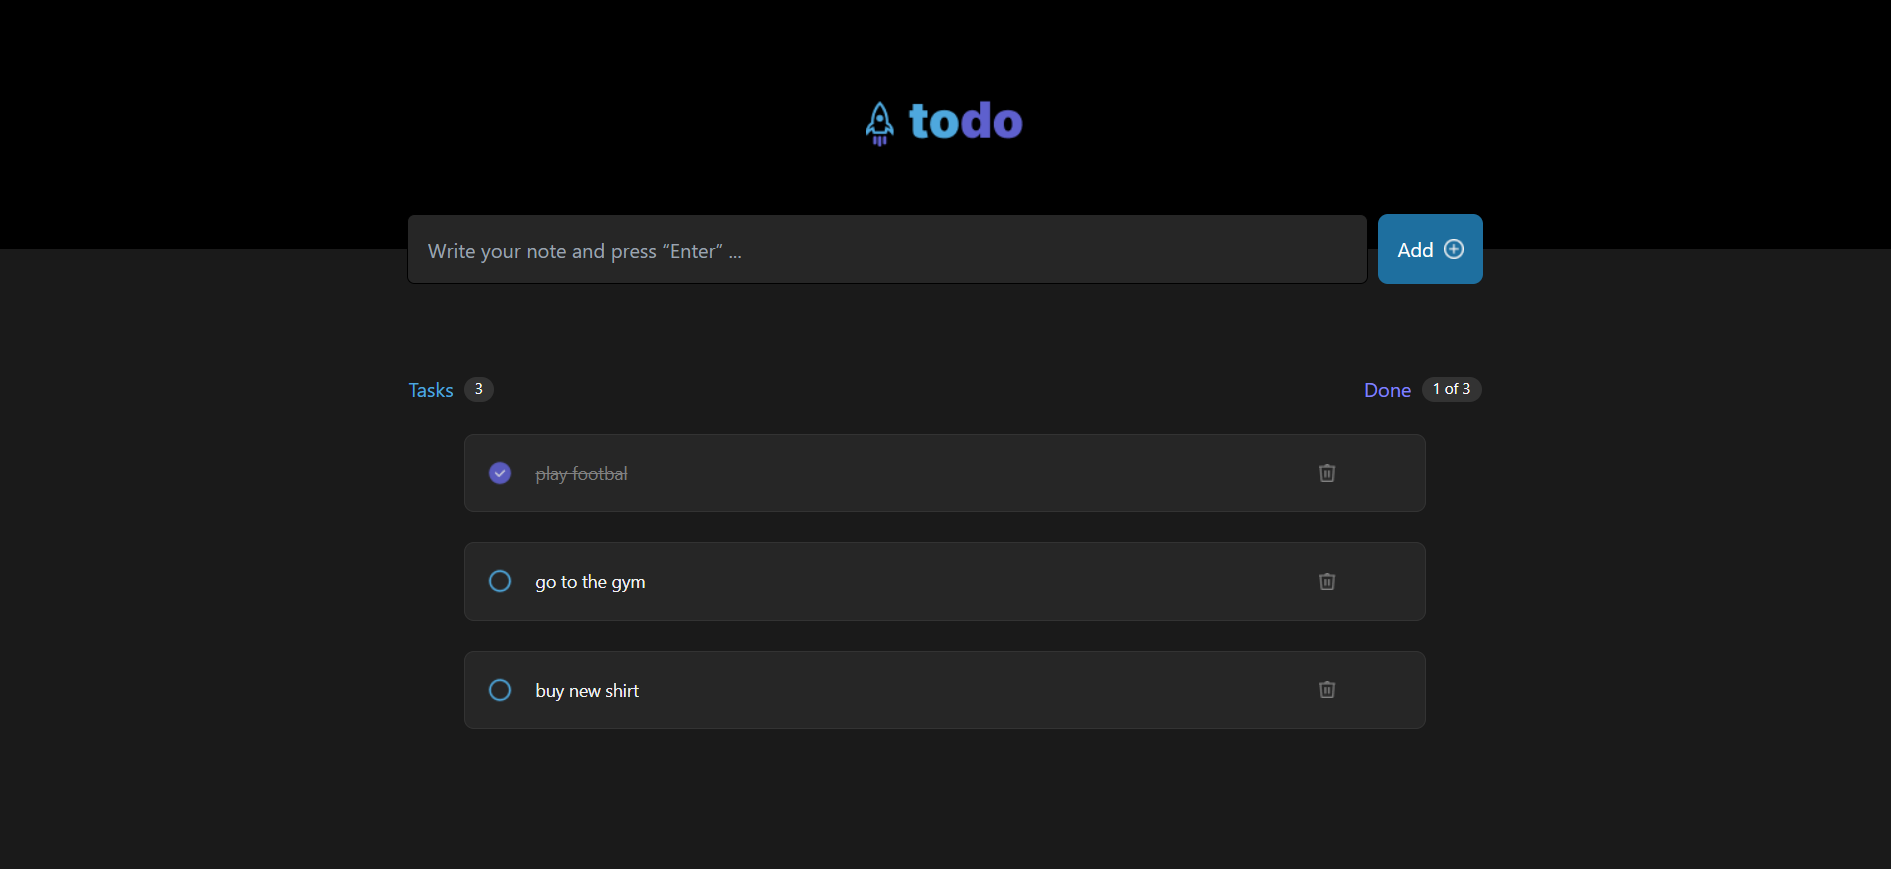 todo
Write your note and press “Enter” ...
Add
Tasks 3
Done 1 of 3
play footbal
go to the gym
buy new shirt